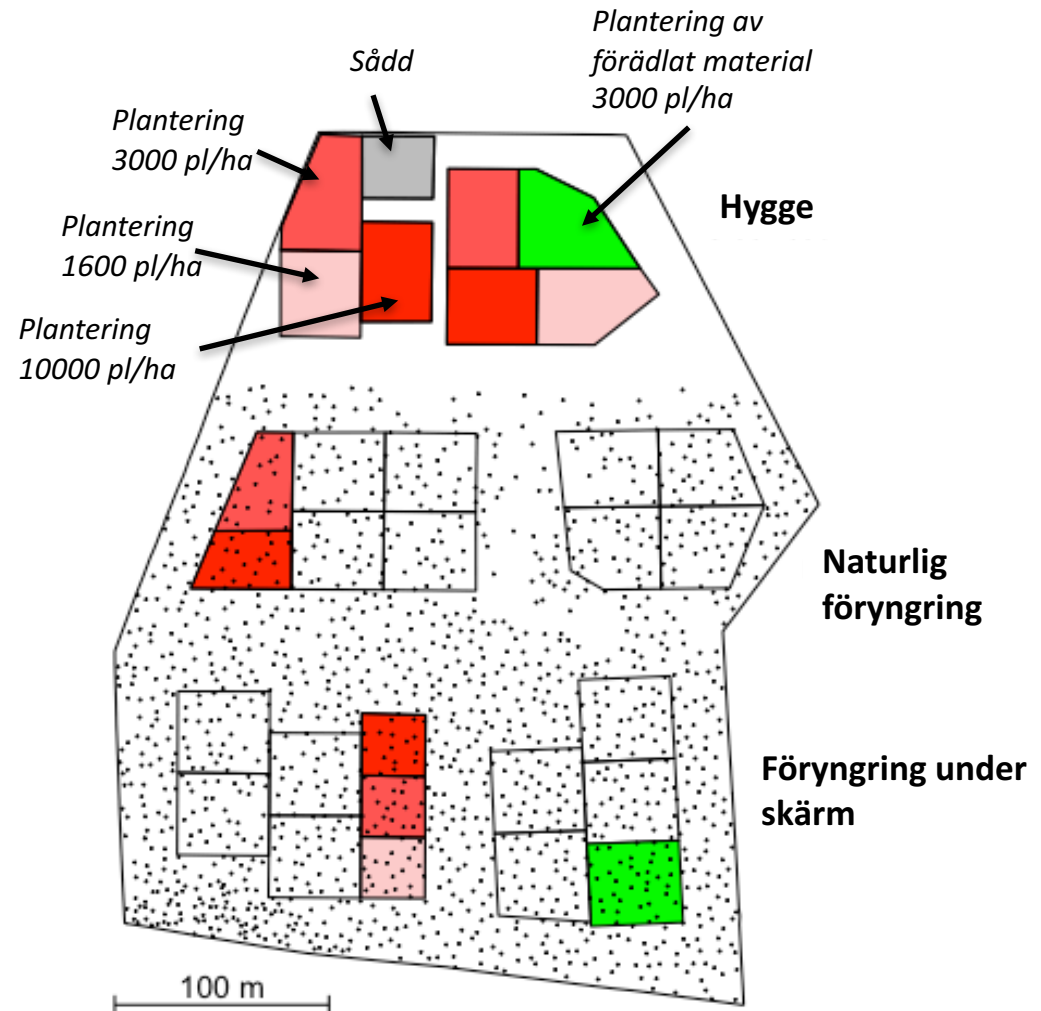 Plantering av
förädlat material
3000 pl/ha
Sådd
Plantering
3000 pl/ha
Hygge
Plantering
1600 pl/ha
Plantering
10000 pl/ha
Naturlig
föryngring
Föryngring under
skärm
100 m